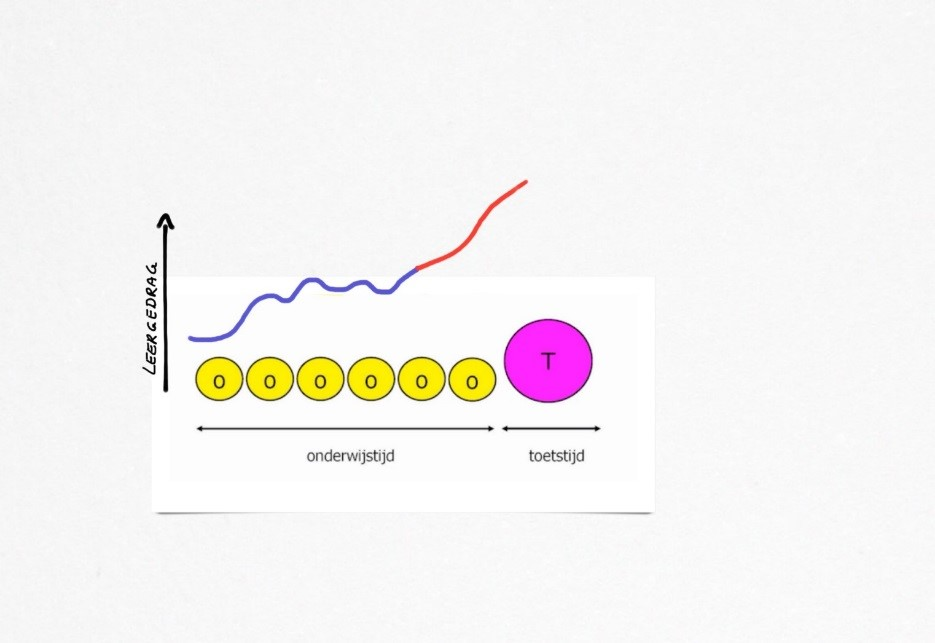 LEERGEDRAG
O O O O O O T
onderwijstijd toetstijd